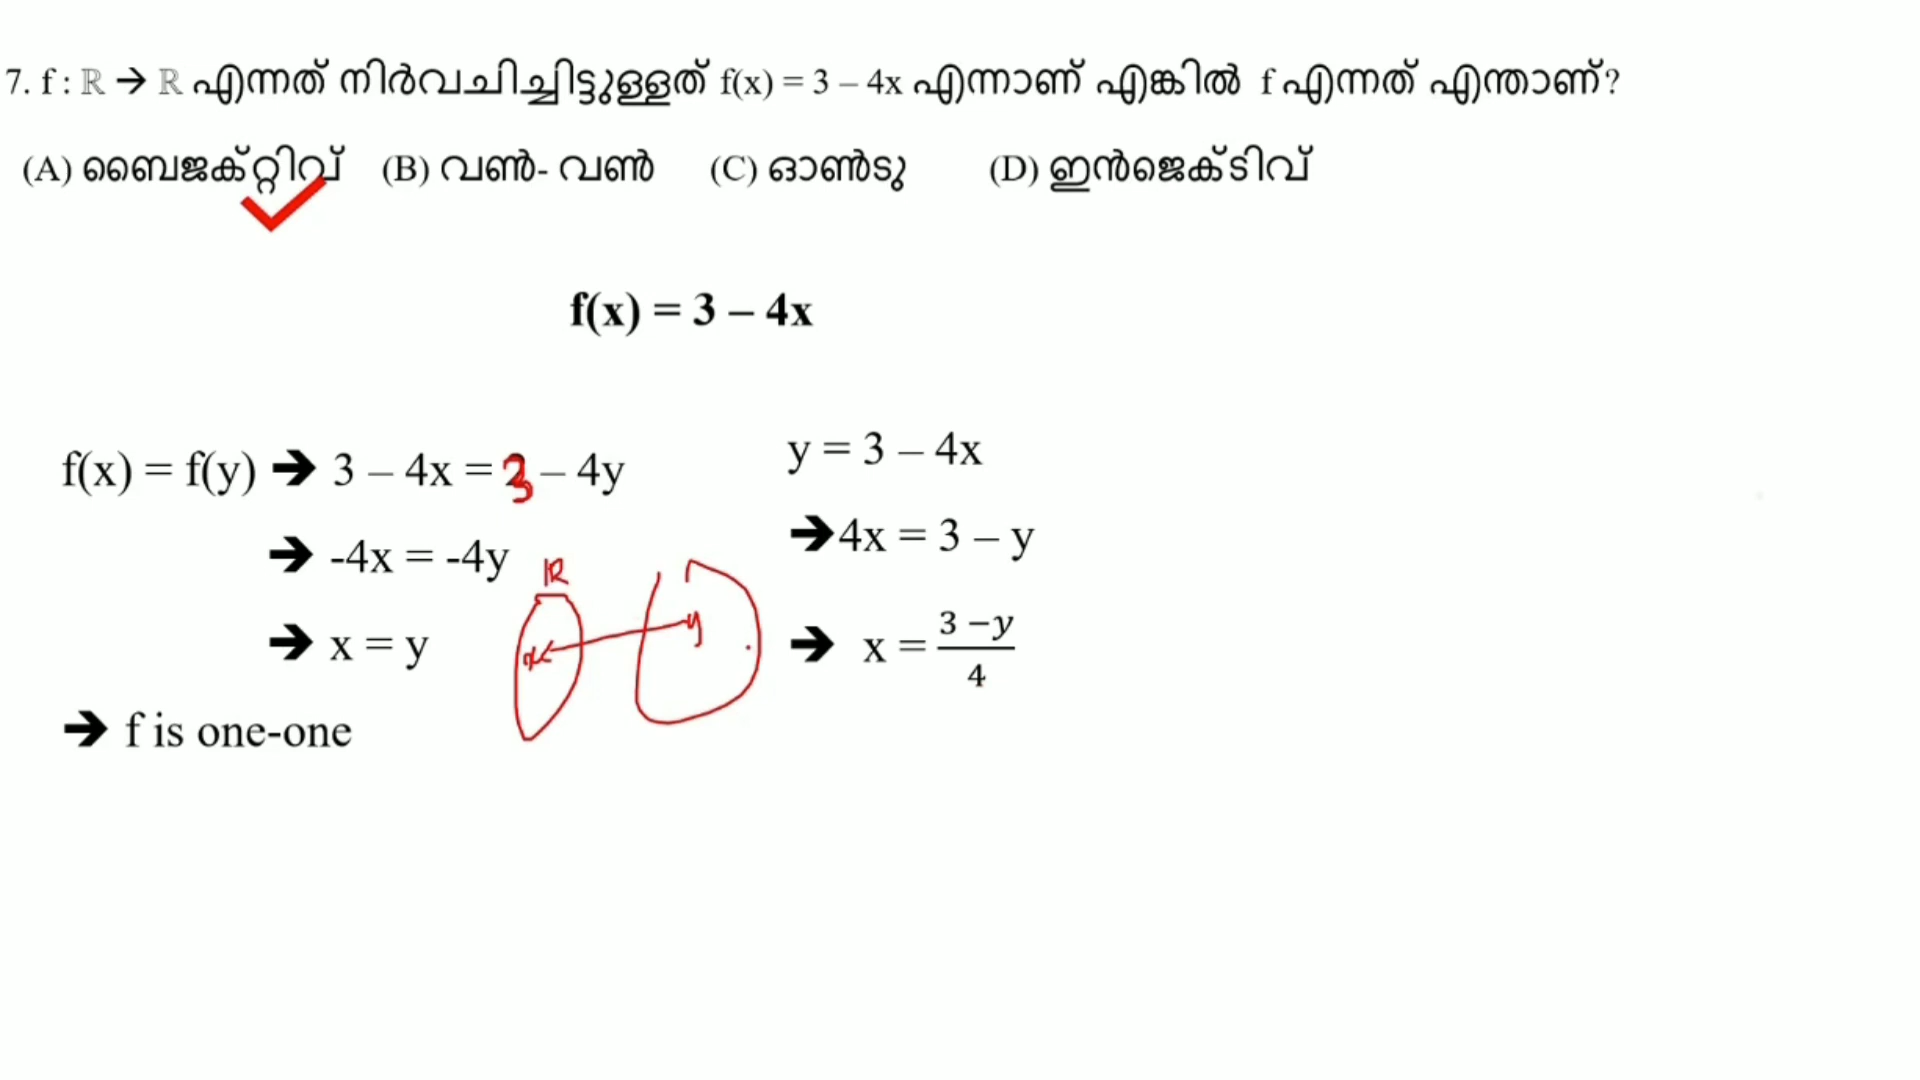 7. f : ℝ → ℝ എന്നത് നിർവചിച്ചിട്ടുള്ളത് f(x) = 3 – 4x എന്നാണ് എങ്കിൽ f എന്നത് എന്താണ്?
(A) ബൈജക്റ്റിവ് (B) വൺ- വൺ (C) ഓൺടു (D) ഇൻജെക്ടിവ്
f(x) = 3 – 4x
f(x) = f(y) ➔ 3 – 4x = 3 – 4y
➔ -4x = -4y
➔ x = y
➔ f is one-one
ℝ
x y
y = 3 – 4x
➔4x = 3 – y
➔ x = (3 – y)/4